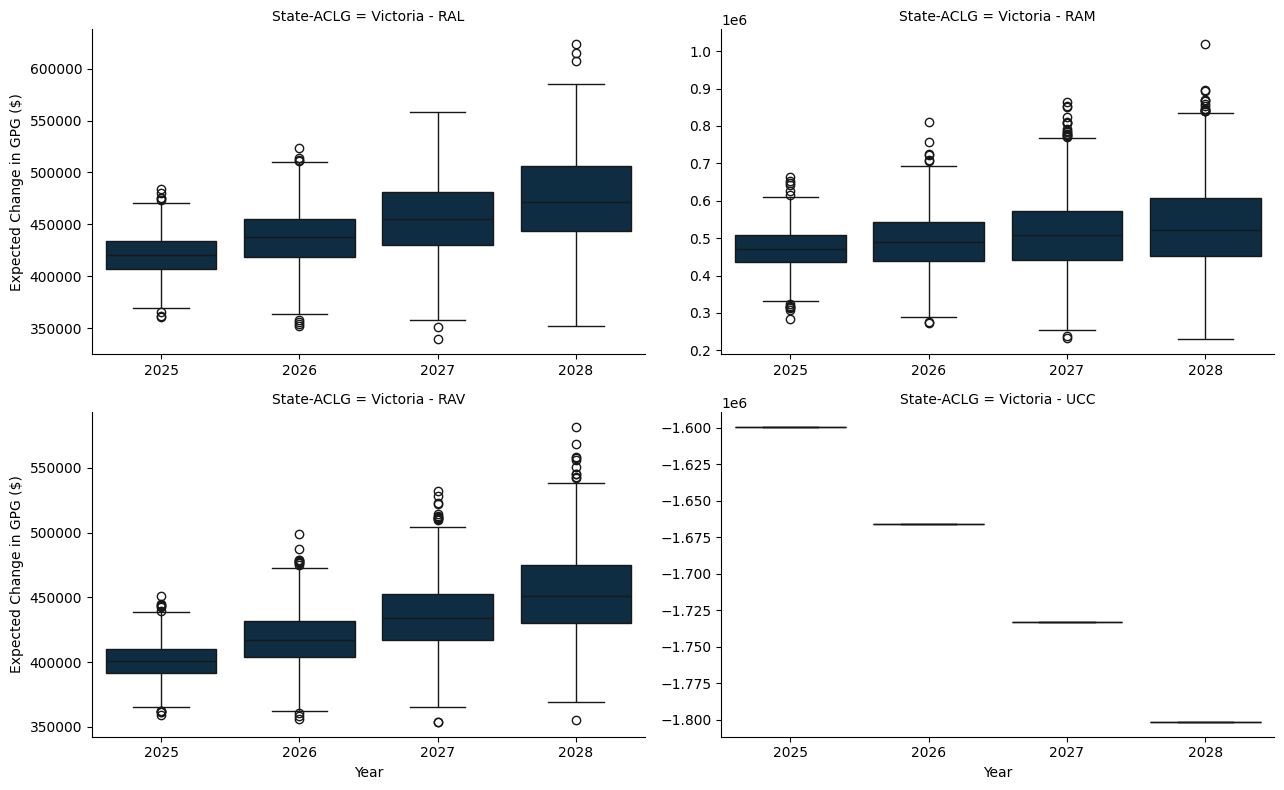 State-ACLG = Victoria - RAL
Expected Change in GPG ($)
600000
550000
500000
450000
400000
350000
2025 2026 2027 2028
State-ACLG = Victoria - RAM
1e6
1.0
0.9
0.8
0.7
0.6
0.5
0.4
0.3
0.2
2025 2026 2027 2028
State-ACLG = Victoria - RAV
Expected Change in GPG ($)
550000
500000
450000
400000
350000
2025 2026 2027 2028
Year
State-ACLG = Victoria - UCC
1e6
−1.600
−1.625
−1.650
−1.675
−1.700
−1.725
−1.750
−1.775
−1.800
2025 2026 2027 2028
Year